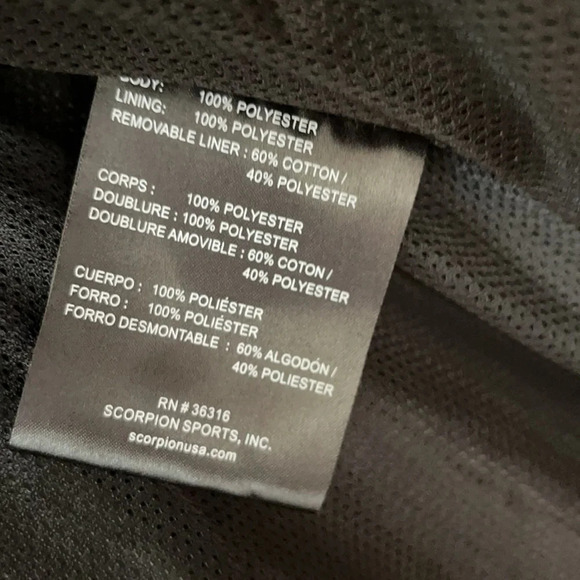 BODY: 100% POLYESTER
LINING: 100% POLYESTER
REMOVABLE LINER : 60% COTTON /
40% POLYESTER
CORPS : 100% POLYESTER
DOUBLURE : 100% POLYESTER
DOUBLURE AMOVIBLE : 60% COTON /
40% POLYESTER
CUERPO : 100% POLIÉSTER
FORRO : 100% POLIÉSTER
FORRO DESMONTABLE : 60% ALGODÓN /
40% POLIESTER
RN # 36316
SCORPION SPORTS, INC.
scorpionusa.com